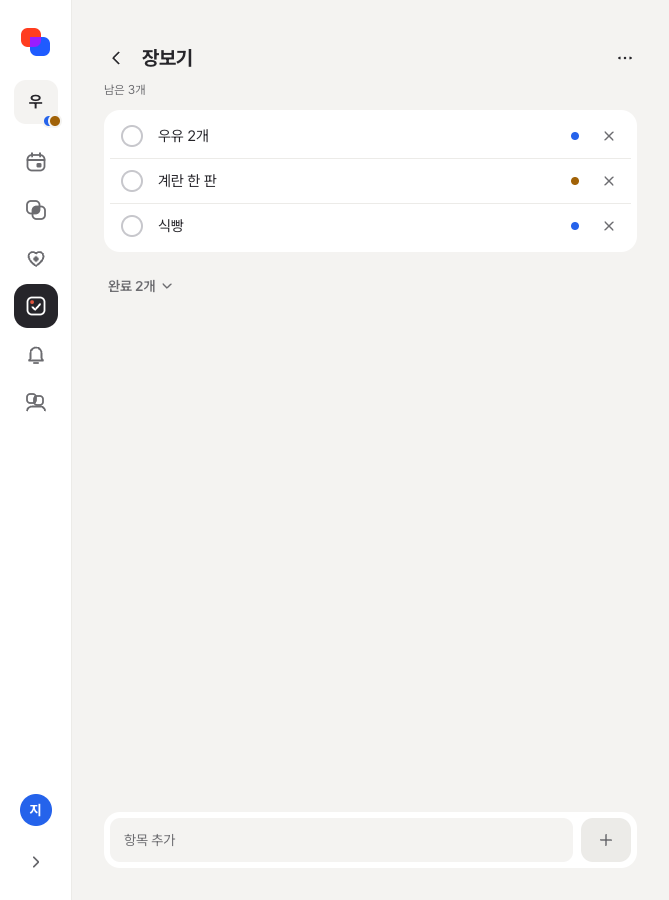 우
장보기
남은 3개
우유 2개
계란 한 판
식빵
완료 2개
지
항목 추가